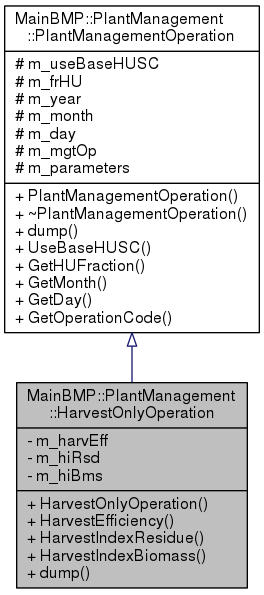 MainBMP::PlantManagement
::PlantManagementOperation
# m_useBaseHUSC
# m_frHU
# m_year
# m_month
# m_day
# m_mgtOp
# m_parameters
+ PlantManagementOperation()
+ ~PlantManagementOperation()
+ dump()
+ UseBaseHUSC()
+ GetHUFraction()
+ GetMonth()
+ GetDay()
+ GetOperationCode()
MainBMP::PlantManagement
::HarvestOnlyOperation
- m_harvEff
- m_hiRsd
- m_hiBms
+ HarvestOnlyOperation()
+ HarvestEfficiency()
+ HarvestIndexResidue()
+ HarvestIndexBiomass()
+ dump()